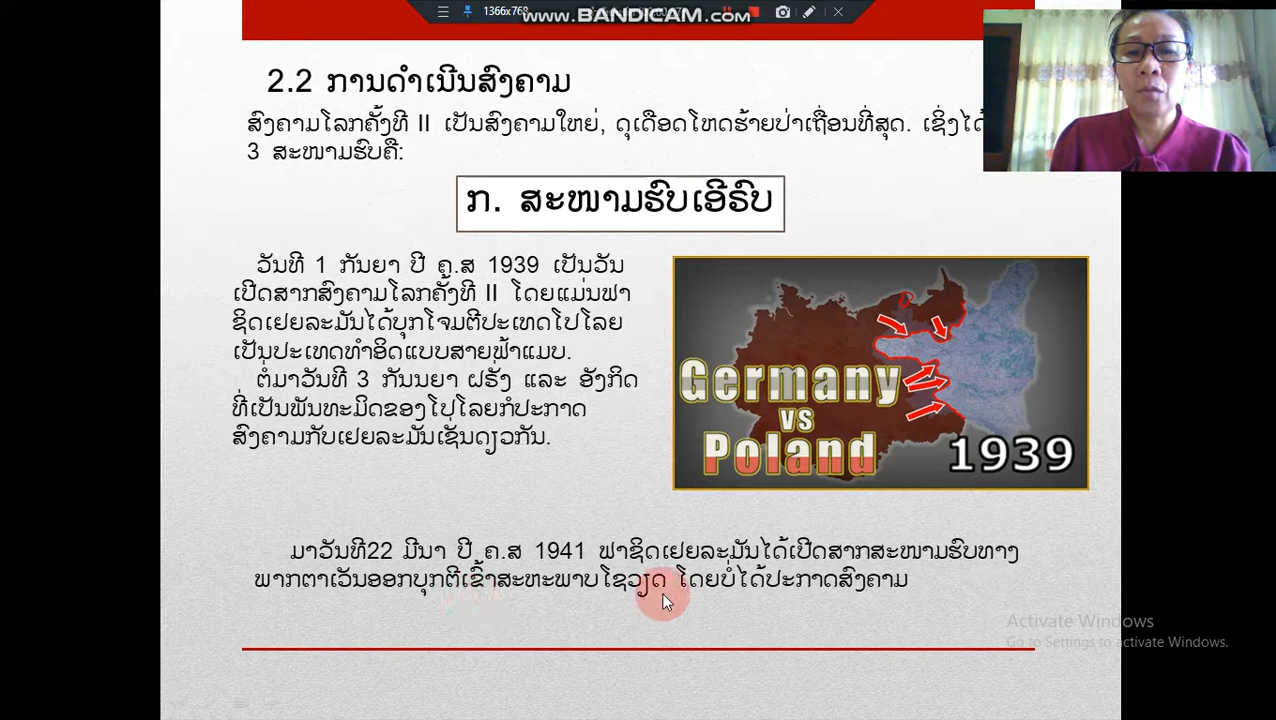 1366x768
www.BANDICAM.com
2.2 ການດຳເນີນສົງຄາມ
ສົງຄາມໂລກຄັ້ງທີ II ເປັນສົງຄາມໃຫຍ່, ດຸເດືອດໂຫດຮ້າຍປ່າເຖື່ອນທີ່ສຸດ. ເຊິ່ງໄດ້
3 ສະໜາມຮົບຄື:
ກ. ສະໜາມຮົບເອີຣົບ
ວັນທີ 1 ກັນຍາ ປີ ຄ.ສ 1939 ເປັນວັນ
ເປີດສາກສົງຄາມໂລກຄັ້ງທີ II ໂດຍແມ່ນຟາ
ຊິດເຢຍລະມັນໄດ້ບຸກໂຈມຕີປະເທດໂປໂລຍ
ເປັນປະເທດທຳອິດແບບສາຍຟ້າແມບ.
ຕໍ່ມາວັນທີ 3 ກັນນຍາ ຝຣັ່ງ ແລະ ອັງກິດ
ທີ່ເປັນພັນທະມິດຂອງໂປໂລຍກໍປະກາດ
ສົງຄາມກັບເຢຍລະມັນເຊັ່ນດຽວກັນ.
Germany
vs
Poland
1939
ມາວັນທີ22 ມີນາ ປີ ຄ.ສ 1941 ຟາຊິດເຢຍລະມັນໄດ້ເປີດສາກສະໜາມຮົບທາງ
ພາກຕາເວັນອອກບຸກຕີເຂົ້າສະຫະພາບໂຊວຽດ ໂດຍບໍ່ໄດ້ປະກາດສົງຄາມ
Activate Windows
Go to Settings to activate Windows.